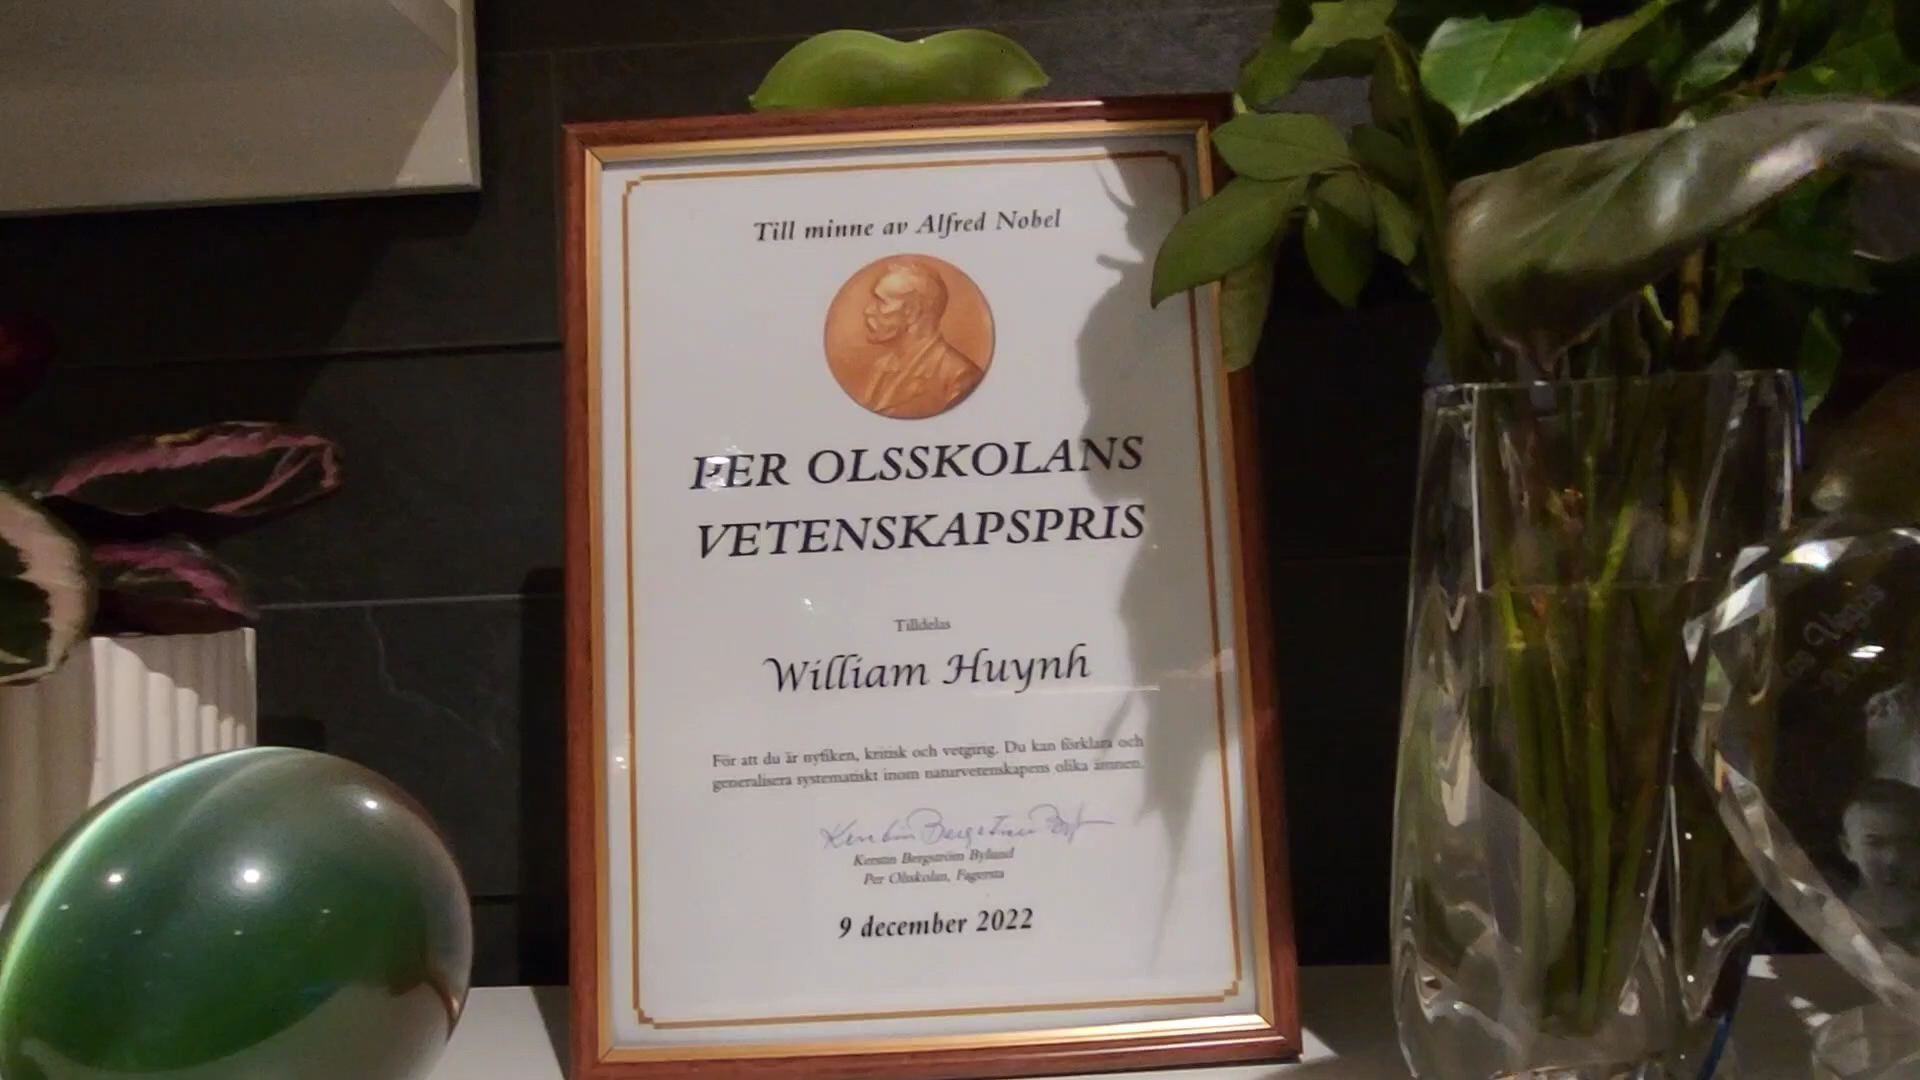 Till minne av Alfred Nobel
PER OLSSKOLANS
VETENSKAPSPRIS
Tilldelas
William Huynh
För att du är nyfiken, kritisk och vetgirig. Du kan förklara och
generalisera systematiskt inom naturvetenskapens olika ämnen.
Kerstin Bergström Bylund
Per Olsskolan, Fagersta
9 december 2022